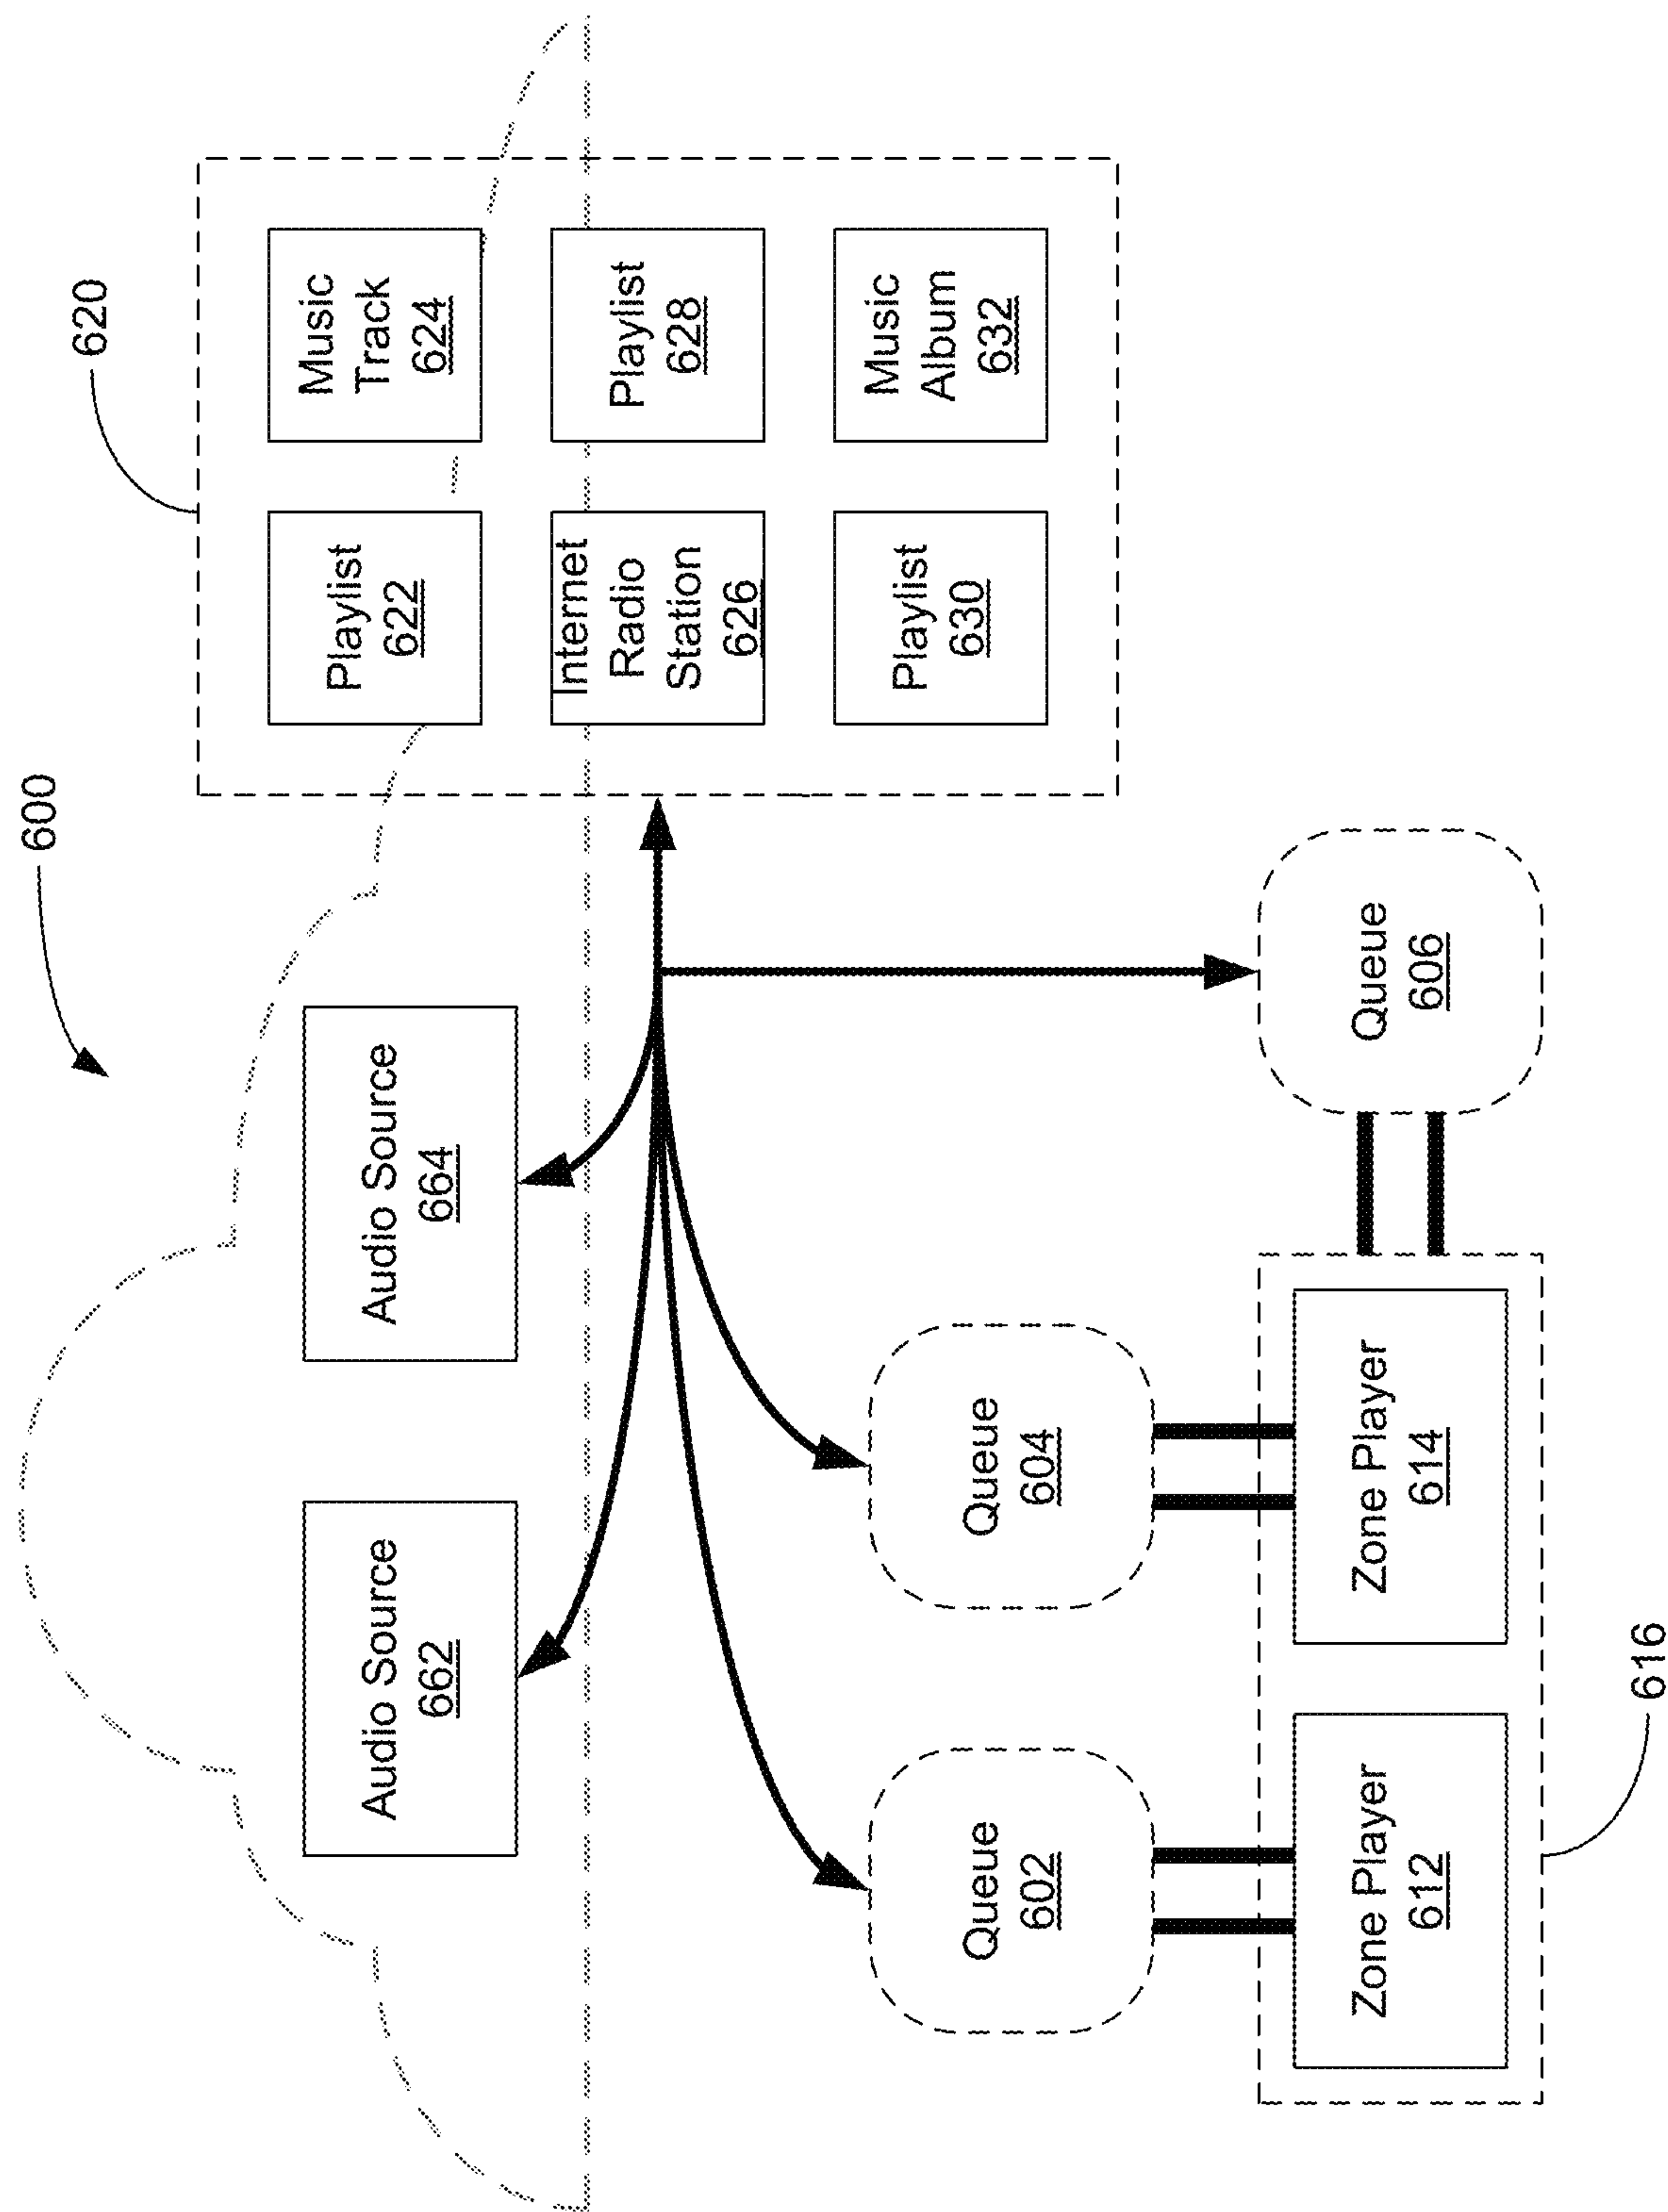 600
620
Playlist
622
Music
Track
624
Internet
Radio
Station
626
Playlist
628
Playlist
630
Music
Album
632
Audio Source
662
Audio Source
664
Queue
602
Queue
604
Queue
606
Zone Player
612
Zone Player
614
616